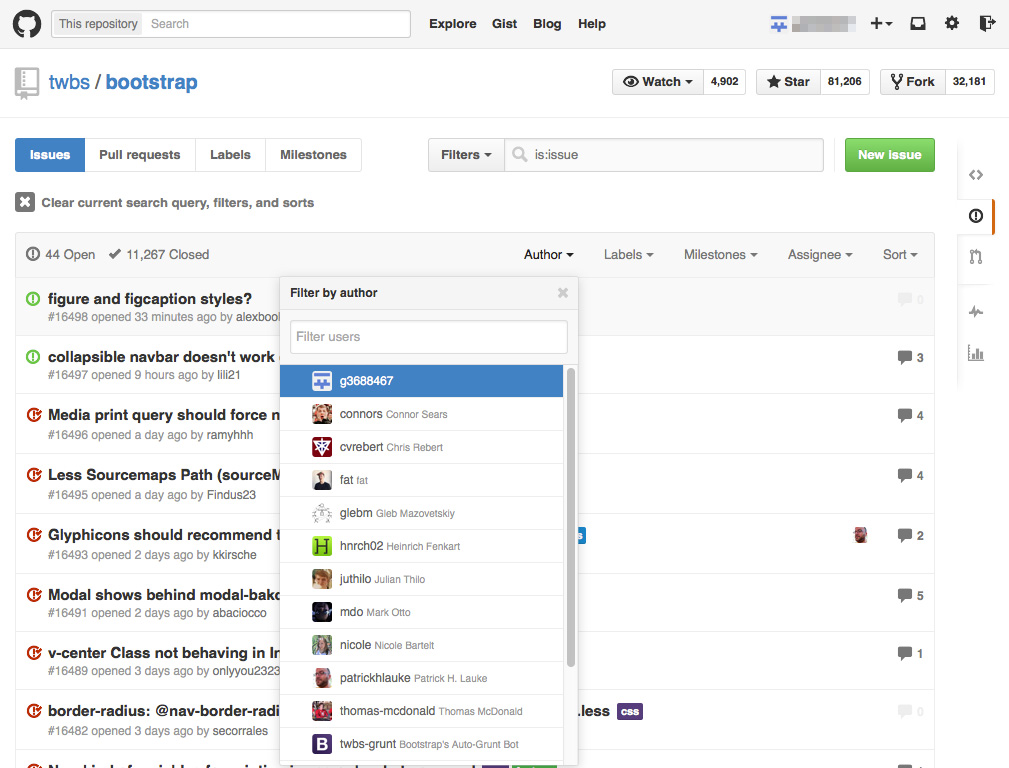 This repository Search Explore Gist Blog Help
twbs / bootstrap Watch 4,902 Star 81,206 Fork 32,181
Issues Pull requests Labels Milestones Filters is:issue New issue
Clear current search query, filters, and sorts
44 Open 11,267 Closed Author Labels Milestones Assignee Sort
figure and figcaption styles? 0
#16498 opened 33 minutes ago by
collapsible navbar doesn't work 3
#16497 opened 9 hours ago by lili21
Media print query should force 4
#16496 opened a day ago by ramyhhh
Less Sourcemaps Path 4
#16495 opened a day ago by Findus23
Glyphicons should recommend 2
#16493 opened 2 days ago by kkirsche
Modal shows behind 5
#16491 opened 2 days ago by abaciocco
v-center Class not behaving in 1
#16489 opened 3 days ago by onlyyou2323
border-radius: .less css 0
#16482 opened 3 days ago by secorrales
Filter by author
Filter users
g3688467
connors Connor Sears
cvrebert Chris Rebert
fat fat
glebm Gleb Mazovetskiy
hnrch02 Heinrich Fenkart
juthilo Julian Thilo
mdo Mark Otto
nicole Nicole Bartelt
patrickhlauke Patrick H. Lauke
thomas-mcdonald Thomas McDonald
B twbs-grunt Bootstrap's Auto-Grunt Bot